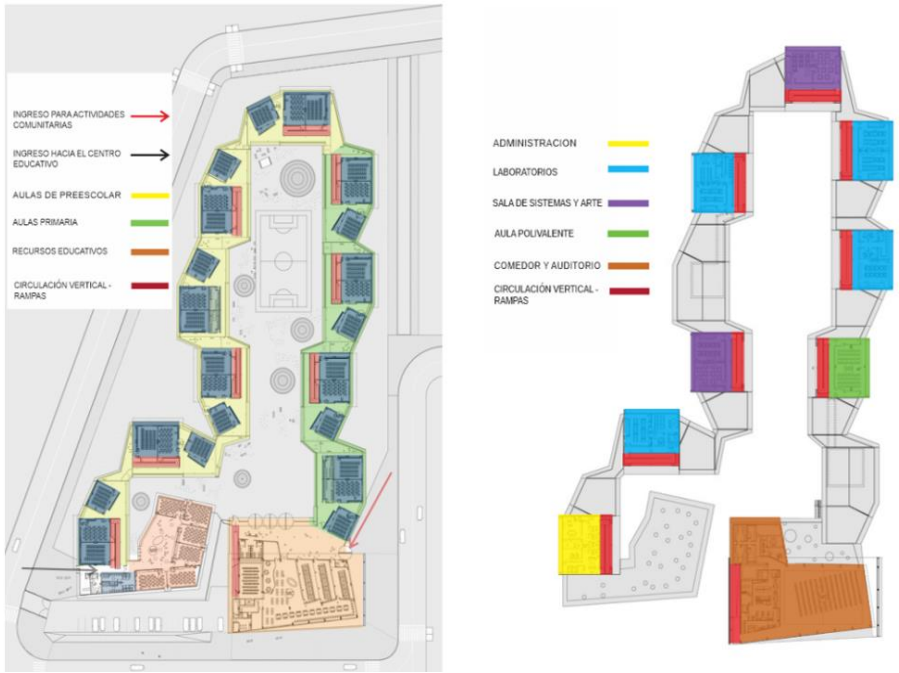 INGRESO PARA ACTIVIDADES
COMUNITARIAS
INGRESO HACIA EL CENTRO
EDUCATIVO
AULAS DE PREESCOLAR
AULAS PRIMARIA
RECURSOS EDUCATIVOS
CIRCULACIÓN VERTICAL -
RAMPAS
ADMINISTRACION
LABORATORIOS
SALA DE SISTEMAS Y ARTE
AULA POLIVALENTE
COMEDOR Y AUDITORIO
CIRCULACIÓN VERTICAL -
RAMPAS